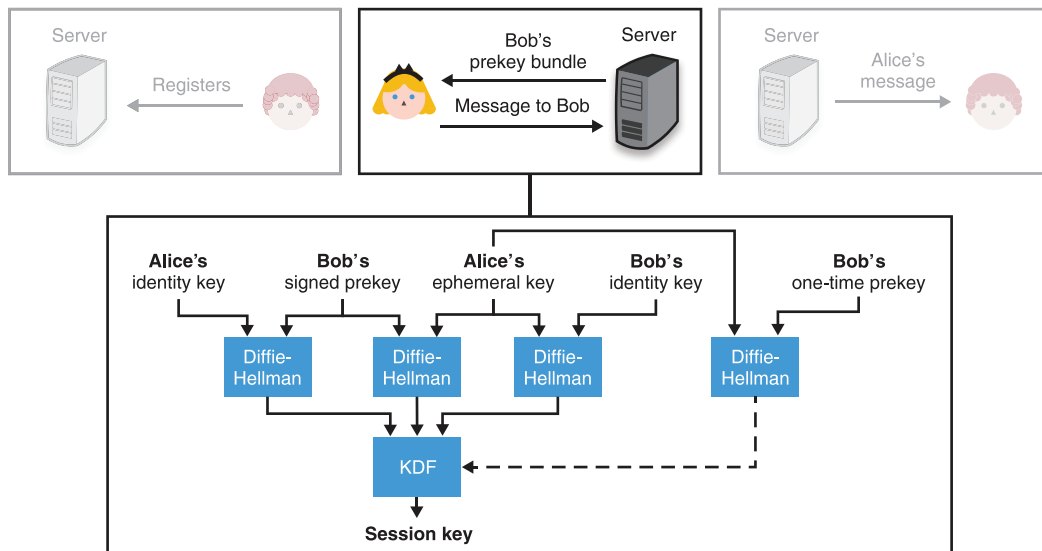 Server
Registers
Bob's
prekey bundle
Message to Bob
Server
Server
Alice's
message
Alice's
identity key
Bob's
signed prekey
Alice's
ephemeral key
Bob's
identity key
Bob's
one-time prekey
Diffie-
Hellman
Diffie-
Hellman
Diffie-
Hellman
Diffie-
Hellman
KDF
Session key